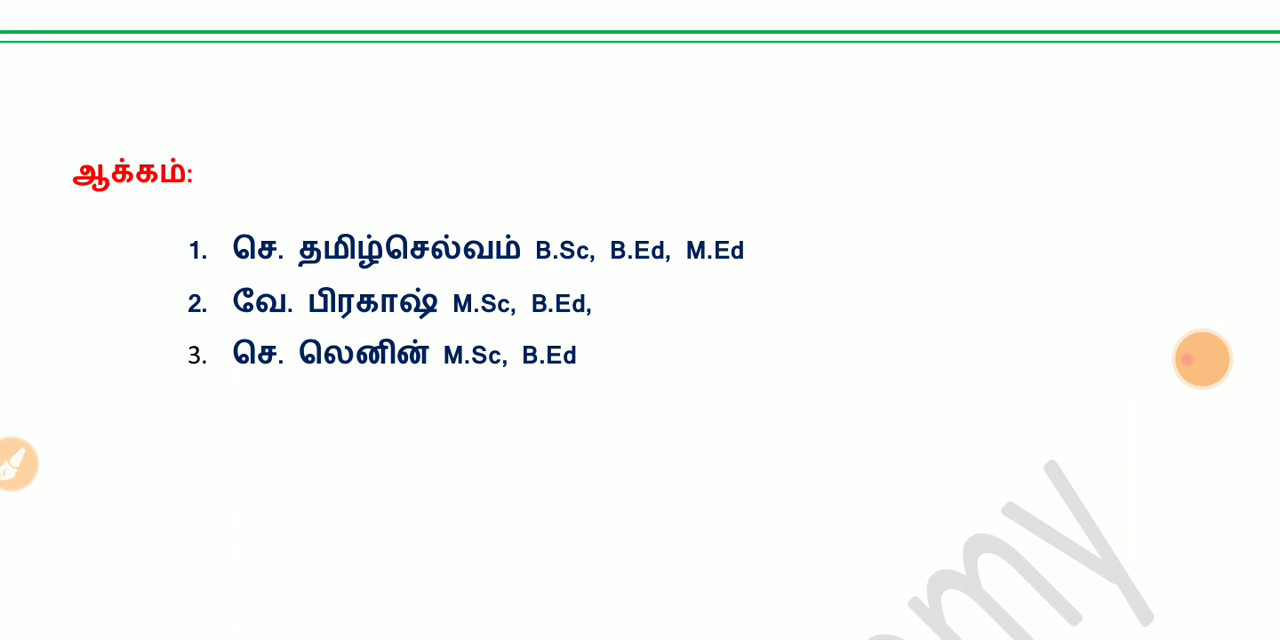 ஆக்கம்:
1. செ. தமிழ்செல்வம் B.Sc, B.Ed, M.Ed
2. வே. பிரகாஷ் M.Sc, B.Ed,
3. செ. லெனின் M.Sc, B.Ed